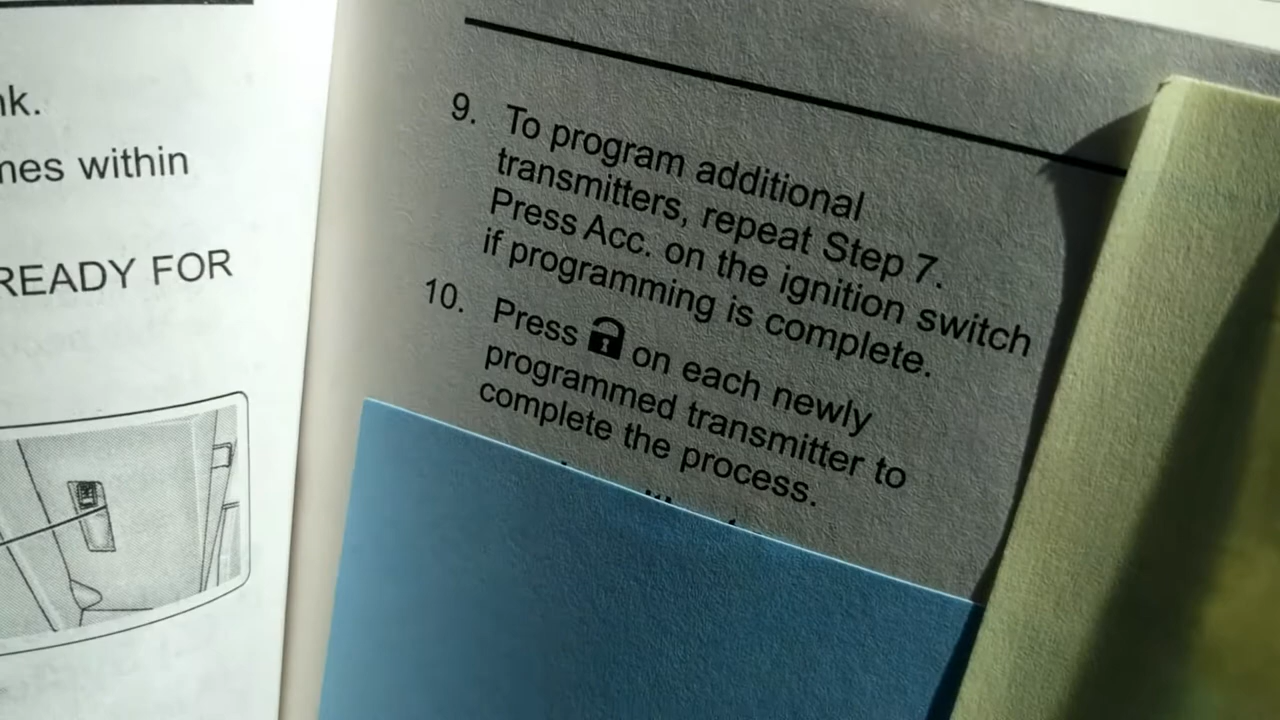 nk.
mes within
READY FOR
9. To program additional
transmitters, repeat Step 7.
Press Acc. on the ignition switch
if programming is complete.
10. Press 🔓 on each newly
programmed transmitter to
complete the process.